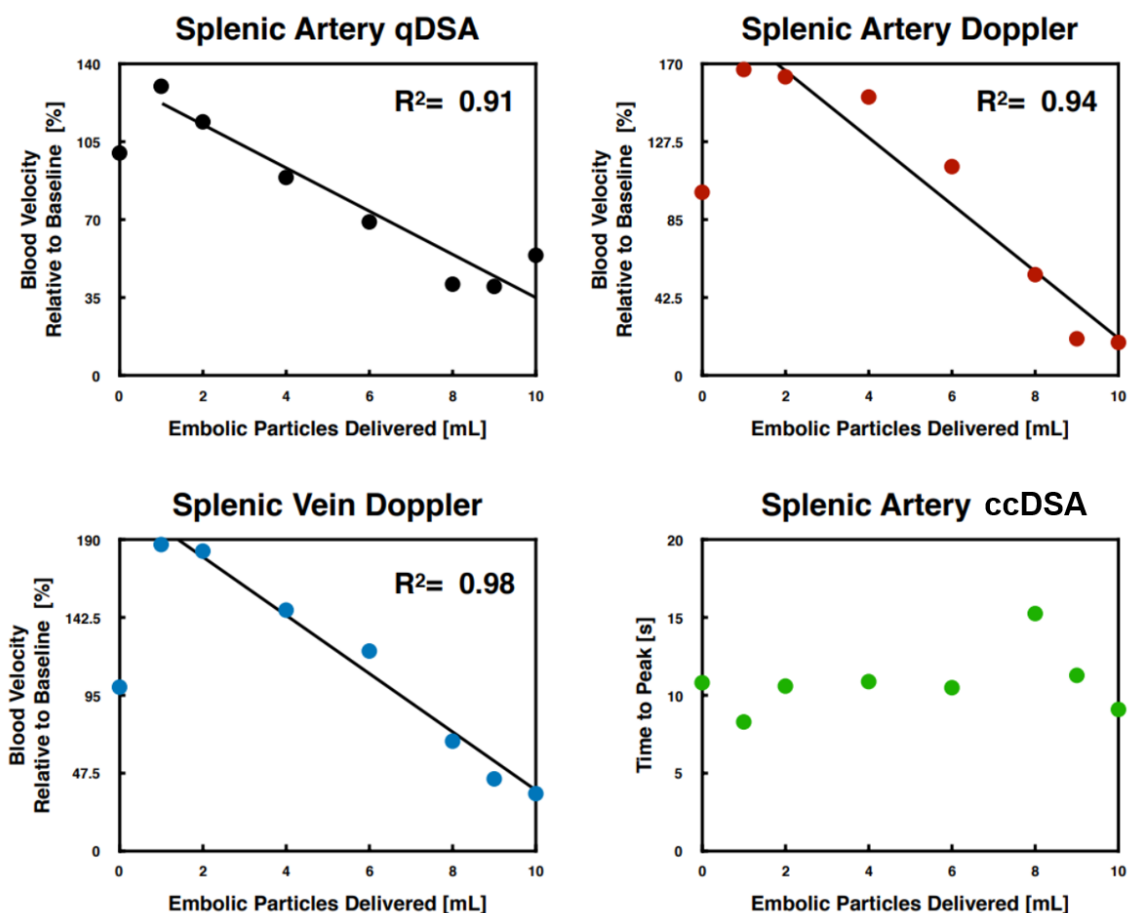 Splenic Artery qDSA
140
105
70
35
0
Blood Velocity
Relative to Baseline [%]
R²= 0.91
0 2 4 6 8 10
Embolic Particles Delivered [mL]
Splenic Artery Doppler
170
127.5
85
42.5
0
Blood Velocity
Relative to Baseline [%]
R²= 0.94
0 2 4 6 8 10
Embolic Particles Delivered [mL]
Splenic Vein Doppler
190
142.5
95
47.5
0
Blood Velocity
Relative to Baseline [%]
R²= 0.98
0 2 4 6 8 10
Embolic Particles Delivered [mL]
Splenic Artery ccDSA
20
15
10
5
0
Time to Peak [s]
0 2 4 6 8 10
Embolic Particles Delivered [mL]